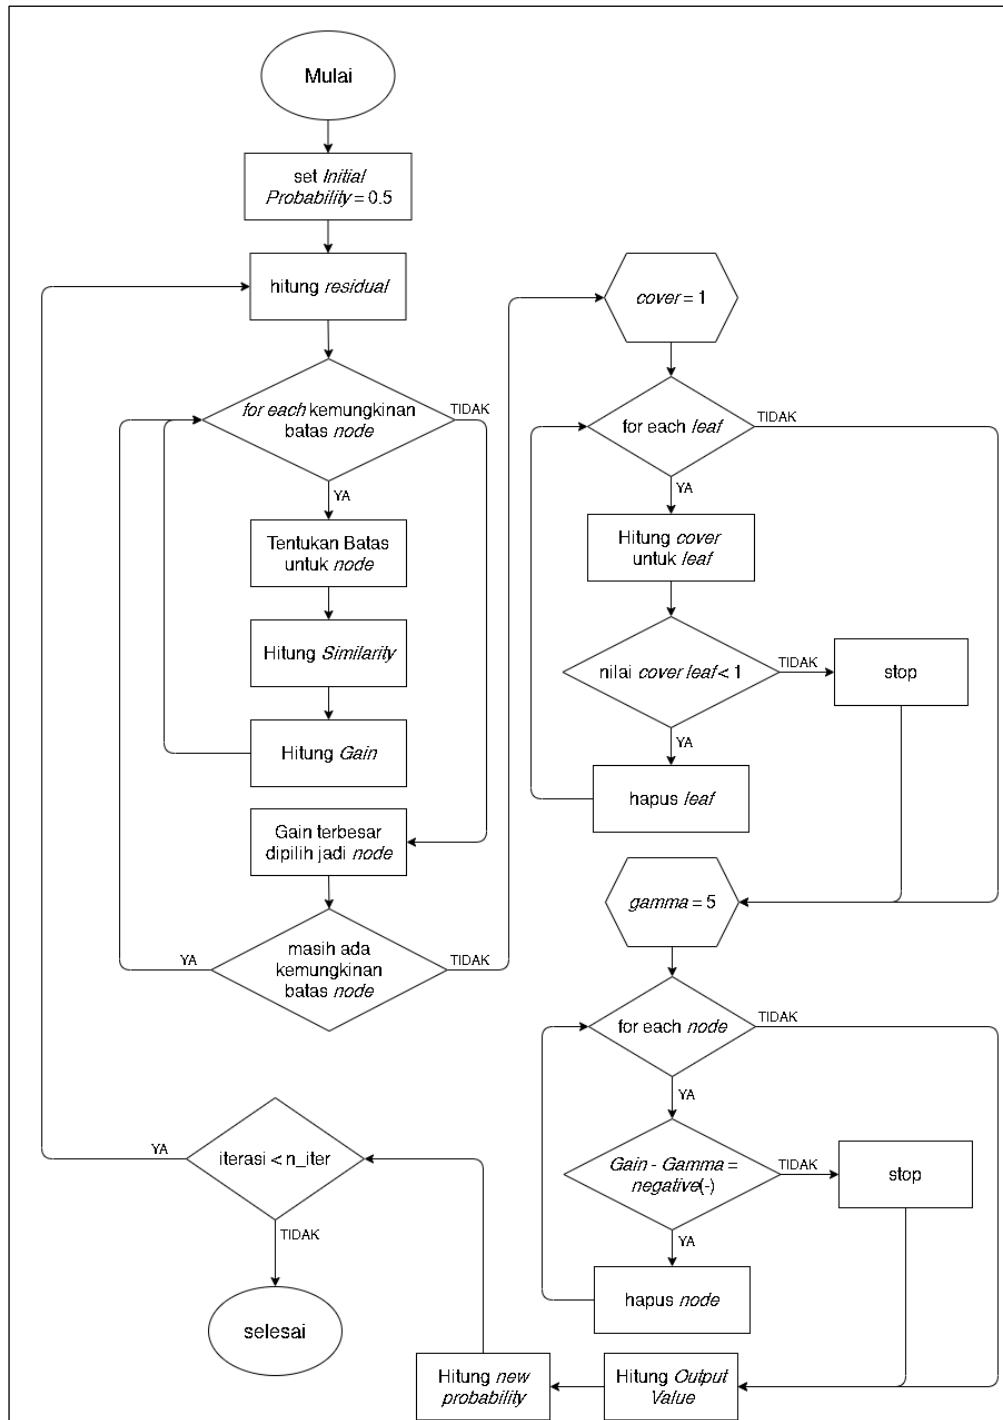 Mulai
set Initial
Probability = 0.5
hitung residual
for each kemungkinan
batas node
TIDAK
YA
Tentukan Batas
untuk node
Hitung Similarity
Hitung Gain
Gain terbesar
dipilih jadi node
masih ada
kemungkinan
batas node
YA
TIDAK
cover = 1
for each leaf
TIDAK
YA
Hitung cover
untuk leaf
nilai cover leaf < 1
TIDAK
stop
YA
hapus leaf
gamma = 5
for each node
TIDAK
YA
Gain - Gamma =
negative(-)
TIDAK
stop
YA
hapus node
Hitung Output
Value
Hitung new
probability
iterasi < n_iter
YA
TIDAK
selesai